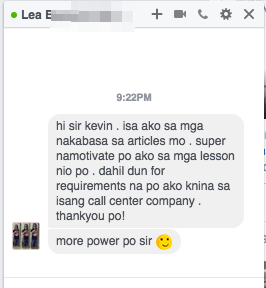 Lea E
9:22PM
hi sir kevin . isa ako sa mga
nakabasa sa articles mo . super
namotivate po ako sa mga lesson
nio po . dahil dun for
requirements na po ako knina sa
isang call center company .
thankyou po!
more power po sir